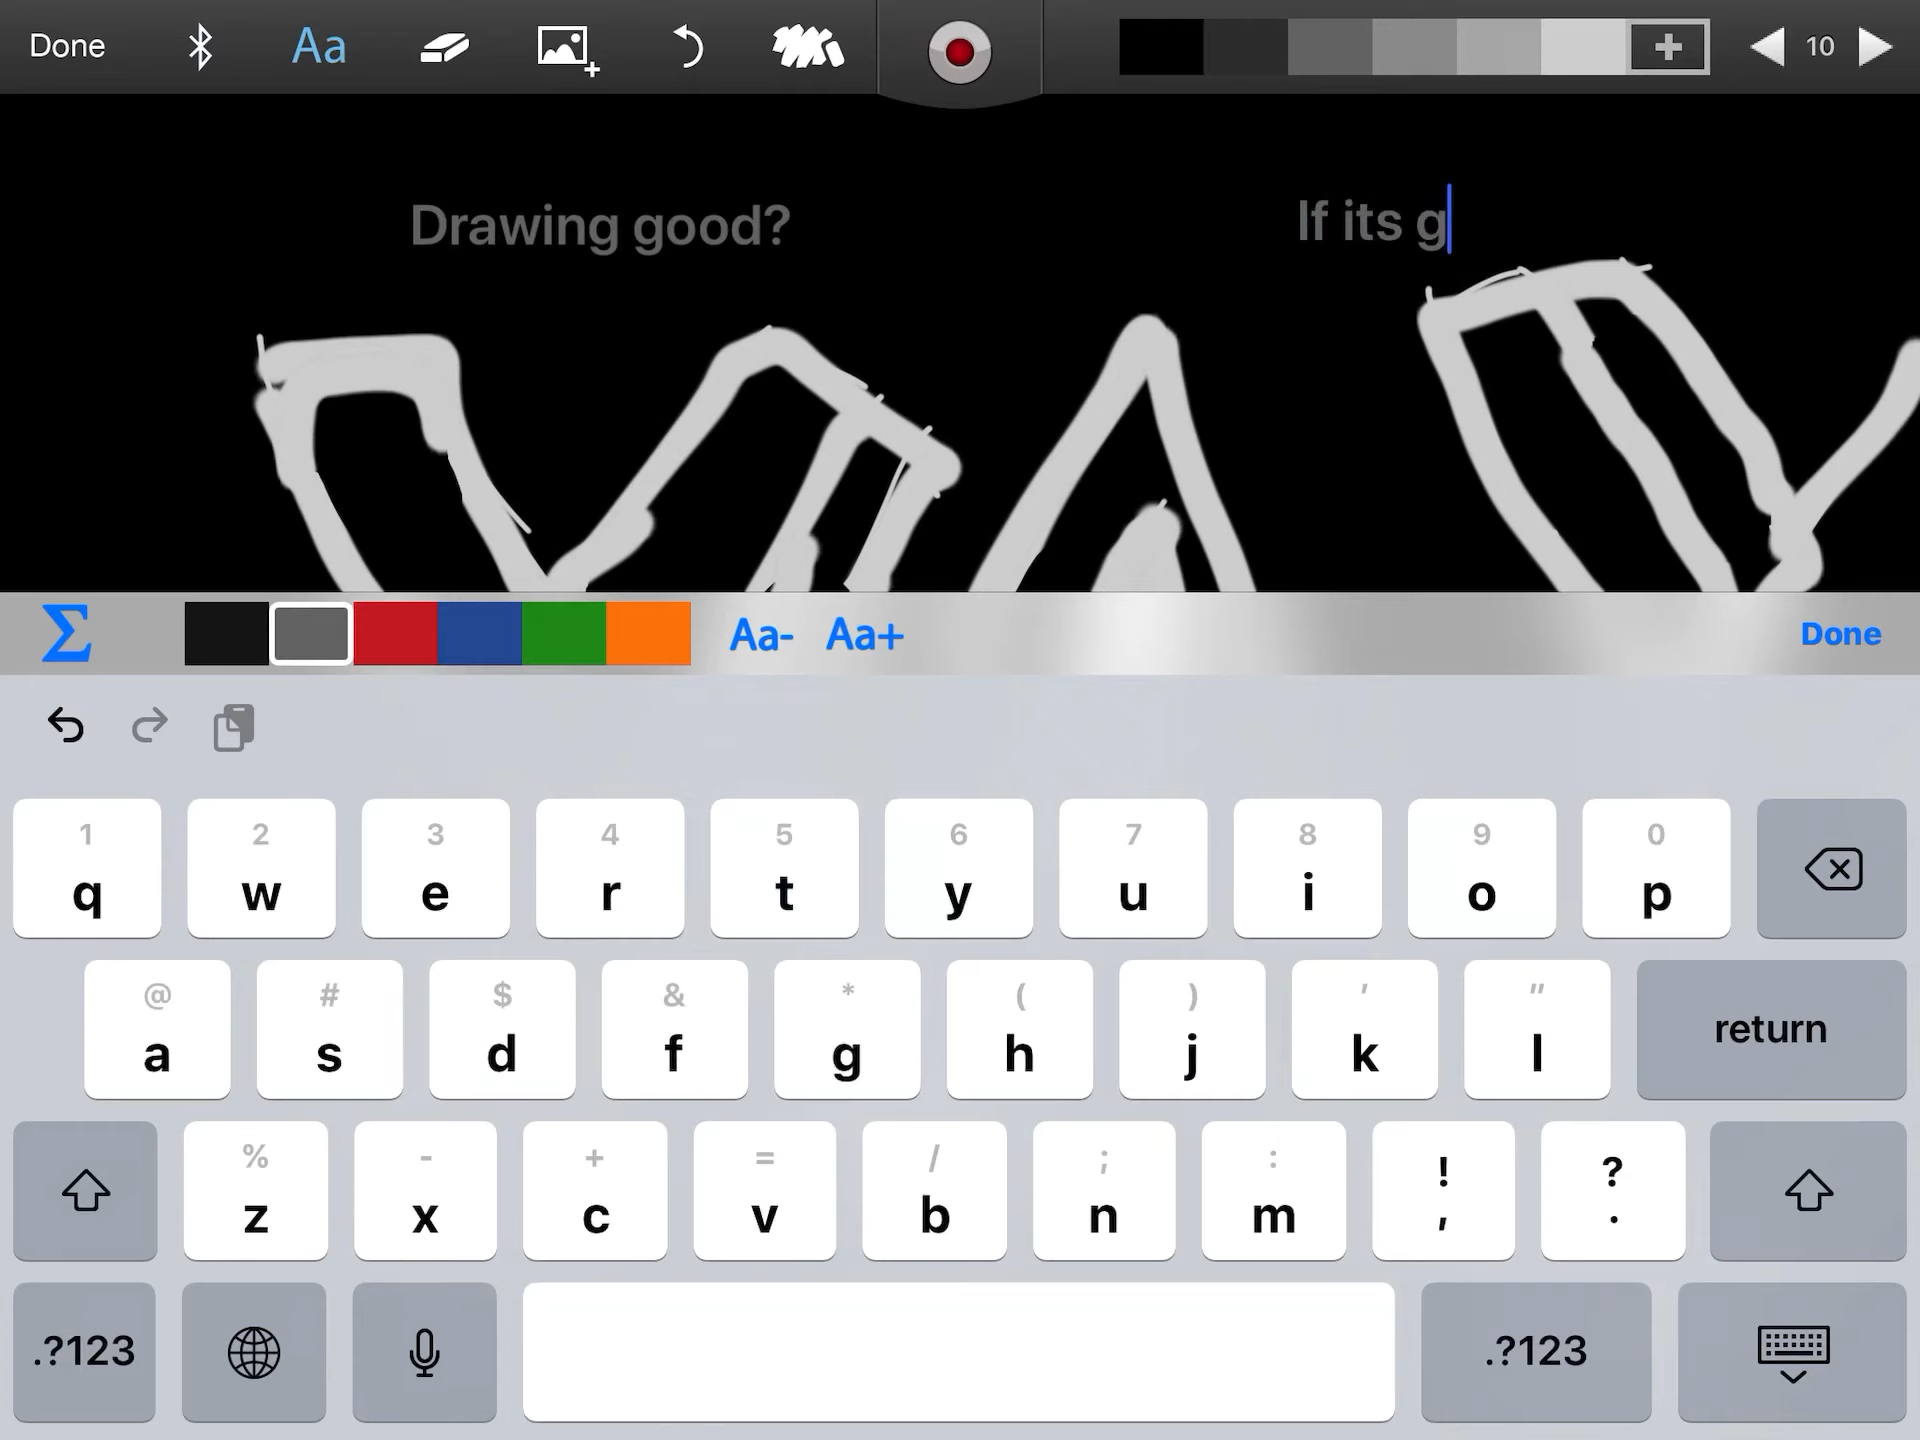 Done Aa 10
Drawing good? If its g
Σ Aa- Aa+ Done
1 2 3 4 5 6 7 8 9 0
q w e r t y u i o p
@ # $ & * ( ) ' "
a s d f g h j k l return
% - + = / ; : ! ?
z x c v b n m , .
.?123 .?123